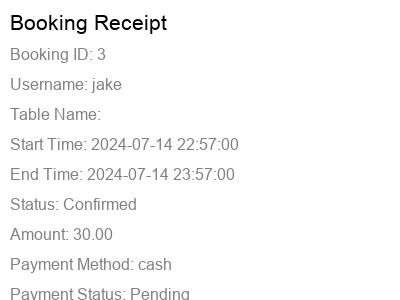 Booking Receipt
Booking ID: 3
Username: jake
Table Name:
Start Time: 2024-07-14 22:57:00
End Time: 2024-07-14 23:57:00
Status: Confirmed
Amount: 30.00
Payment Method: cash
Payment Status: Pending